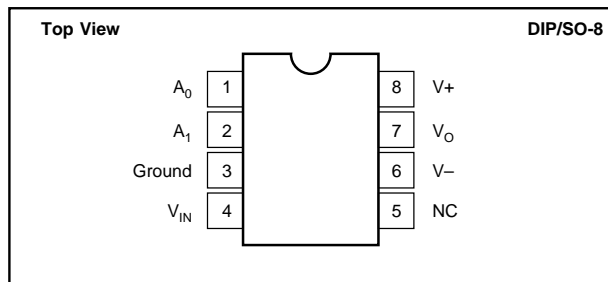 Top View DIP/SO-8
A0 1 8 V+
A1 2 7 VO
Ground 3 6 V–
VIN 4 5 NC